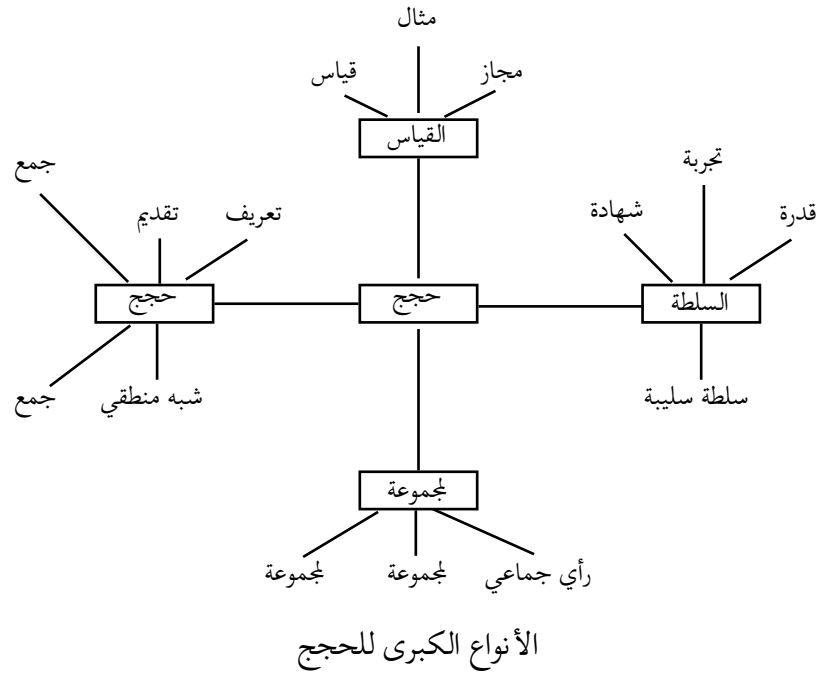 مثال
مجاز
قياس
القياس
تجربة
جمع
قدرة
شهادة
تعريف
تقديم
السلطة
حجج
حجج
سلطة سليبة
شبه منطقي
جمع
لمجموعة
رأي جماعي
لمجموعة
لمجموعة
الأنواع الكبرى للحجج